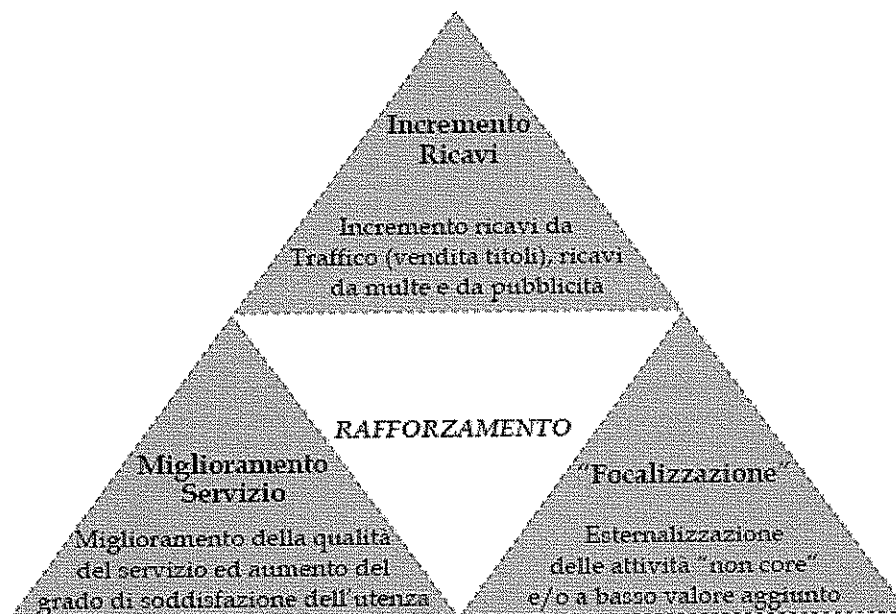 Incremento
Ricavi
Incremento ricavi da
Traffico (vendita titoli), ricavi
da multe e da pubblicità
RAFFORZAMENTO
Miglioramento
Servizio
Miglioramento della qualità
del servizio ed aumento del
grado di soddisfazione dell'utenza
"Focalizzazione"
Esternalizzazione
delle attività "non core"
e/o a basso valore aggiunto